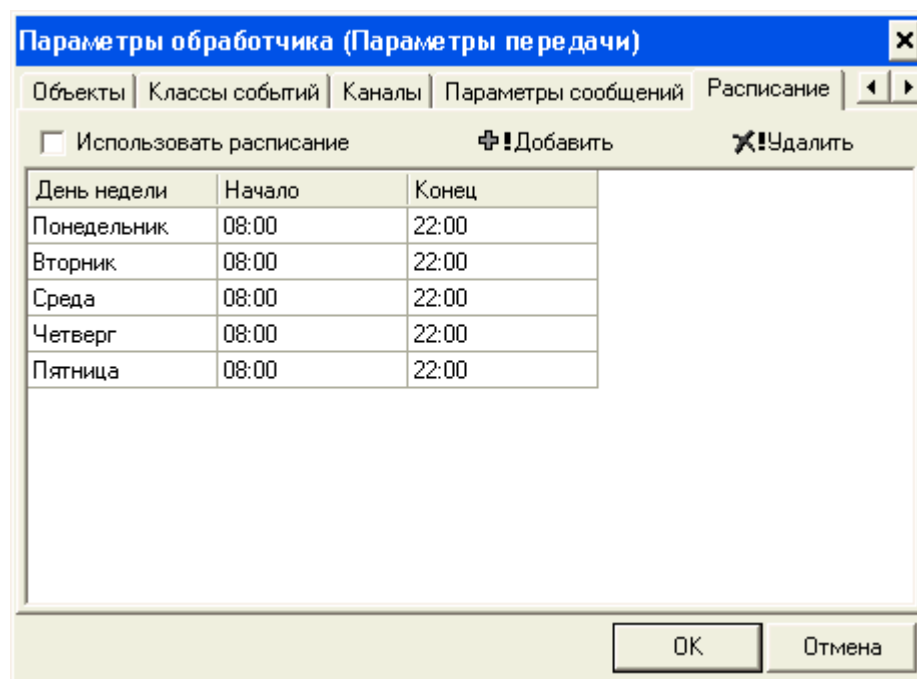 Параметры обработчика (Параметры передачи)
Объекты Классы событий Каналы Параметры сообщений Расписание
Использовать расписание !Добавить !Удалить
День недели Начало Конец
Понедельник 08:00 22:00
Вторник 08:00 22:00
Среда 08:00 22:00
Четверг 08:00 22:00
Пятница 08:00 22:00
OK Отмена